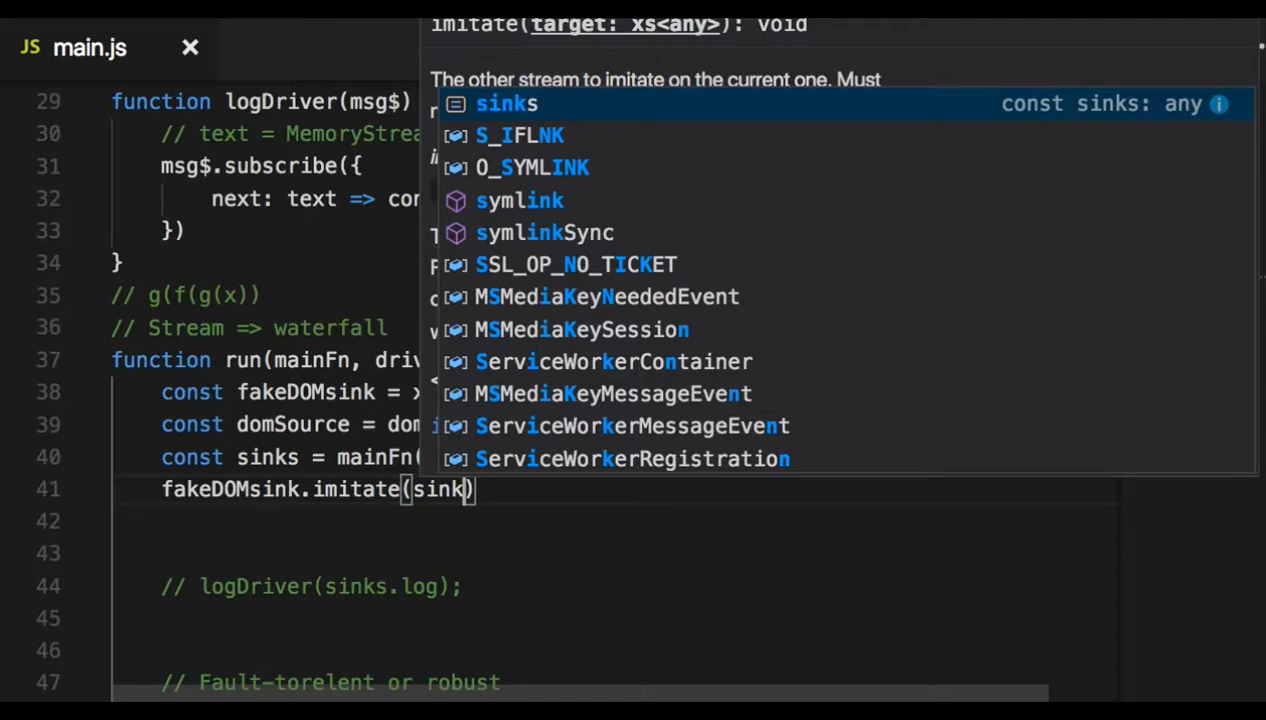 imitate(target: xs<any>): void
JS main.js ×
The other stream to imitate on the current one. Must
29 function logDriver(msg$)
30 // text = MemoryStrea
31 msg$.subscribe({
32 next: text => con
33 })
34 }
35 // g(f(g(x))
36 // Stream => waterfall
37 function run(mainFn, driv
38 const fakeDOMsink = x
39 const domSource = dom
40 const sinks = mainFn(
41 fakeDOMsink.imitate(sink)
42
43
44 // logDriver(sinks.log);
45
46
47 // Fault-torelent or robust
sinks const sinks: any
S_IFLNK
O_SYMLINK
symlink
symlinkSync
SSL_OP_NO_TICKET
MSMediaKeyNeededEvent
MSMediaKeySession
ServiceWorkerContainer
MSMediaKeyMessageEvent
ServiceWorkerMessageEvent
ServiceWorkerRegistration